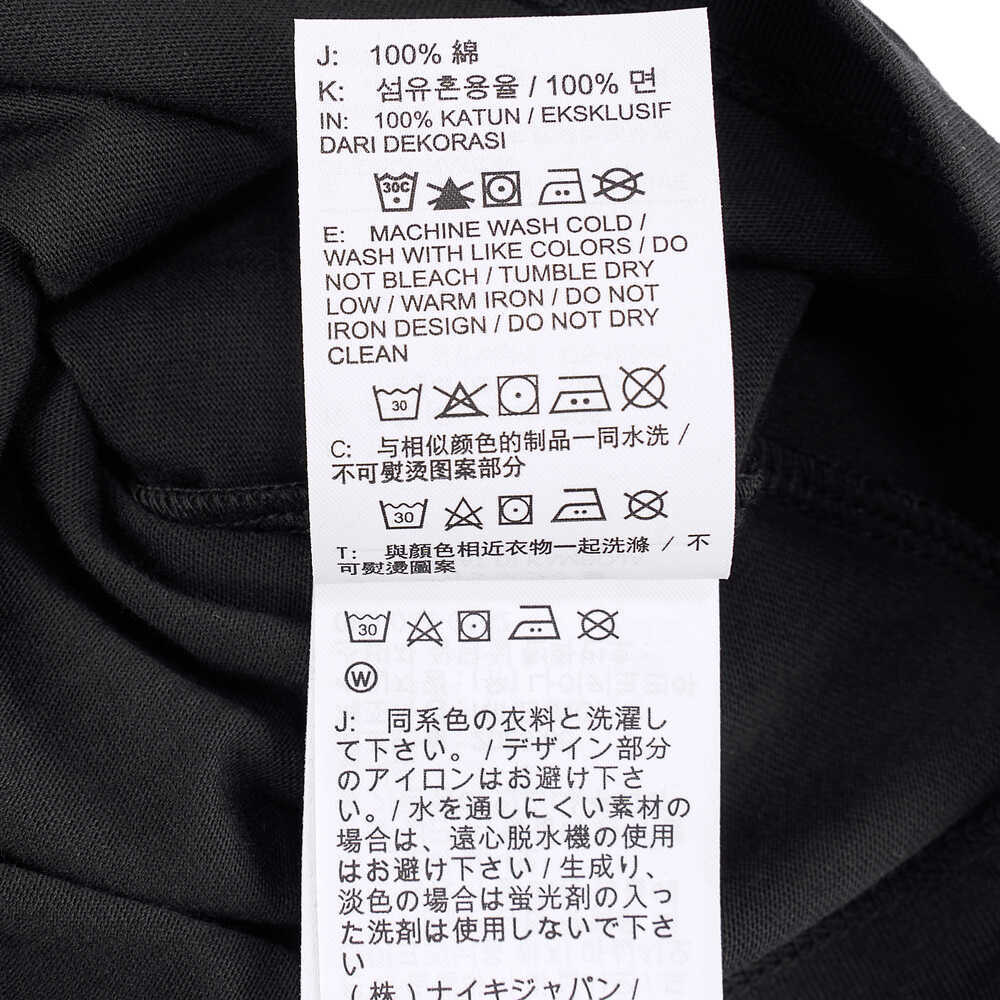 J: 100% 綿
K: 섬유혼용율 / 100% 면
IN: 100% KATUN / EKSKLUSIF
DARI DEKORASI
30C
E: MACHINE WASH COLD /
WASH WITH LIKE COLORS / DO
NOT BLEACH / TUMBLE DRY
LOW / WARM IRON / DO NOT
IRON DESIGN / DO NOT DRY
CLEAN
30
C: 与相似颜色的制品一同水洗 /
不可熨烫图案部分
30
T: 與顏色相近衣物一起洗滌 / 不
可熨燙圖案
30
W
J: 同系色の衣料と洗濯し
て下さい。 / デザイン部分
のアイロンはお避け下さ
い。/ 水を通しにくい素材の
場合は、遠心脱水機の使用
はお避け下さい / 生成り、
淡色の場合は蛍光剤の入っ
た洗剤は使用しないで下さ
い
(株) ナイキジャパン /